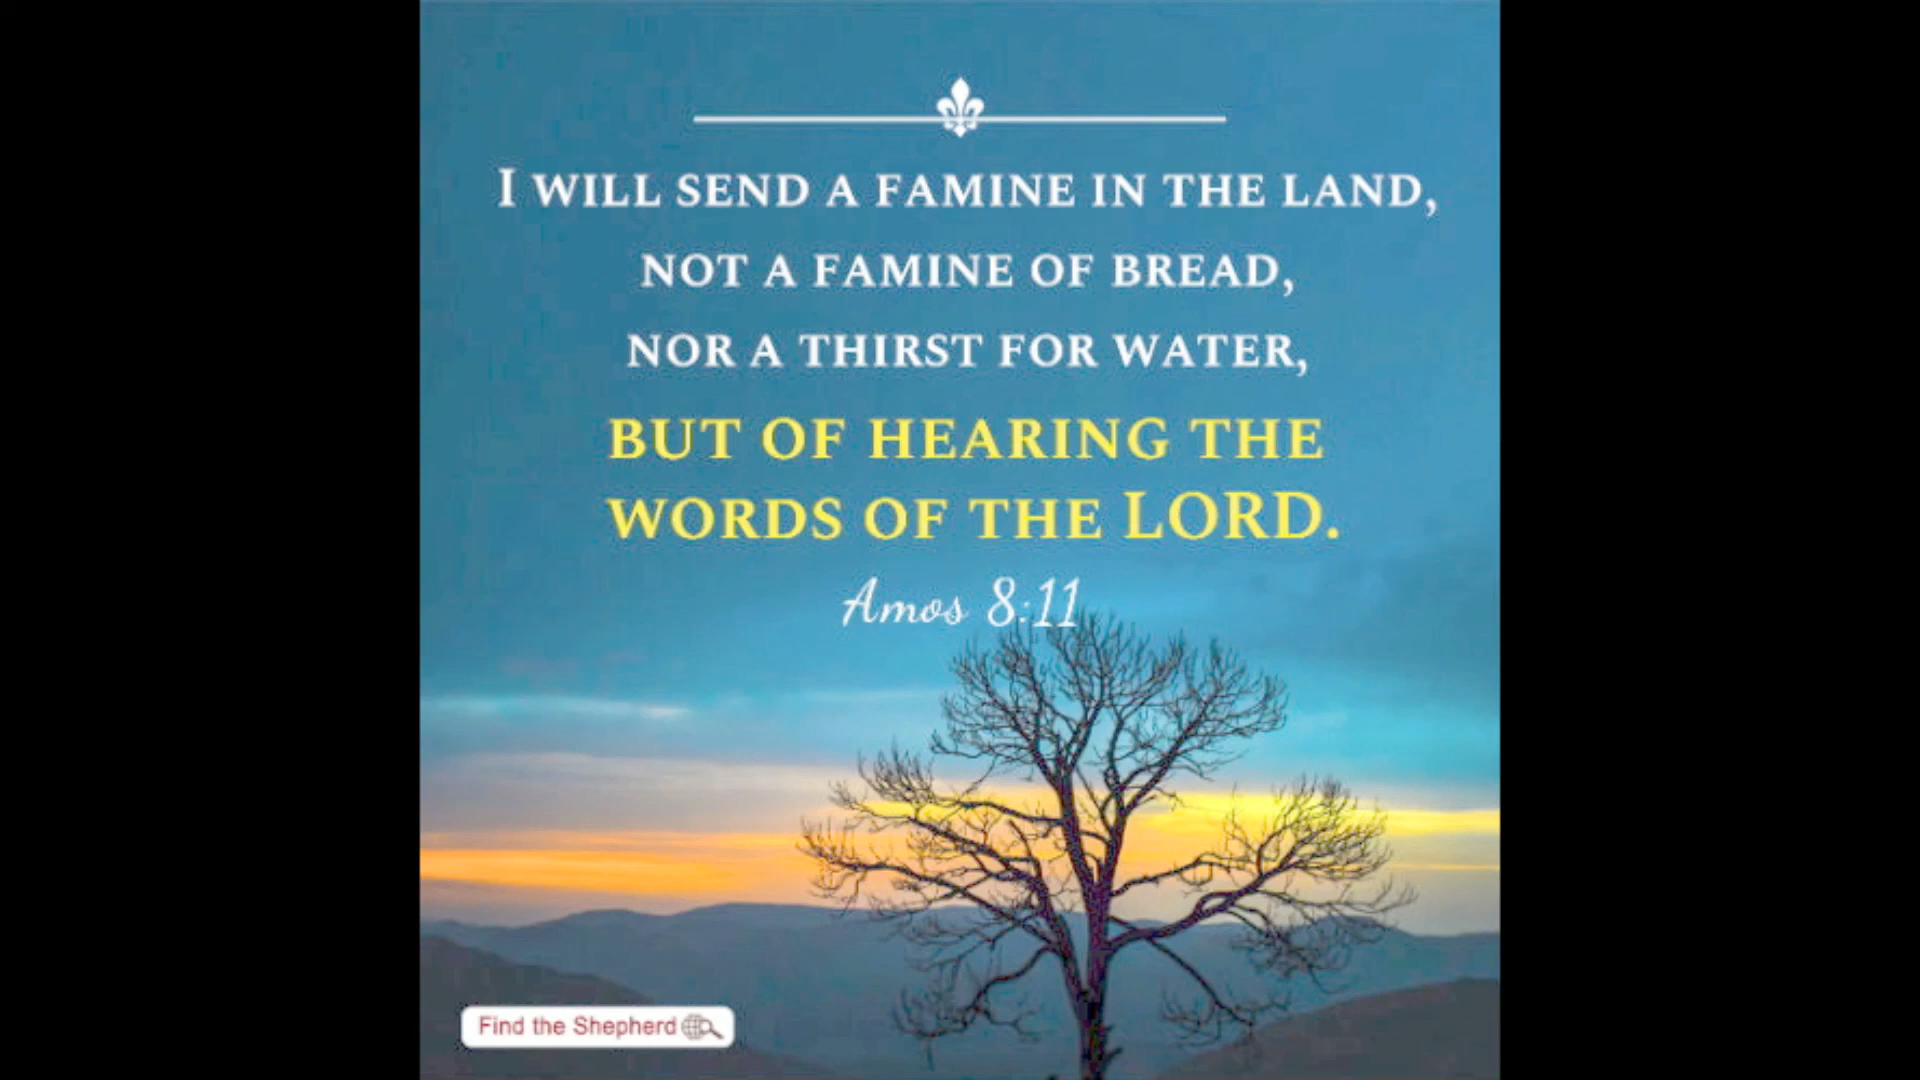 I WILL SEND A FAMINE IN THE LAND,
NOT A FAMINE OF BREAD,
NOR A THIRST FOR WATER,
BUT OF HEARING THE
WORDS OF THE LORD.
Amos 8:11
Find the Shepherd